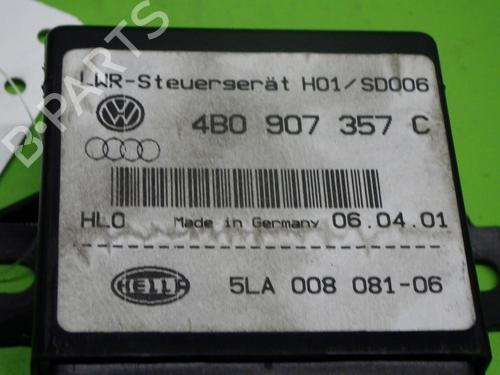 LWR-Steuergerät H01/SD006
4B0 907 357 C
HLO Made in Germany 06.04.01
HELLA 5LA 008 081-06
B-PARTS